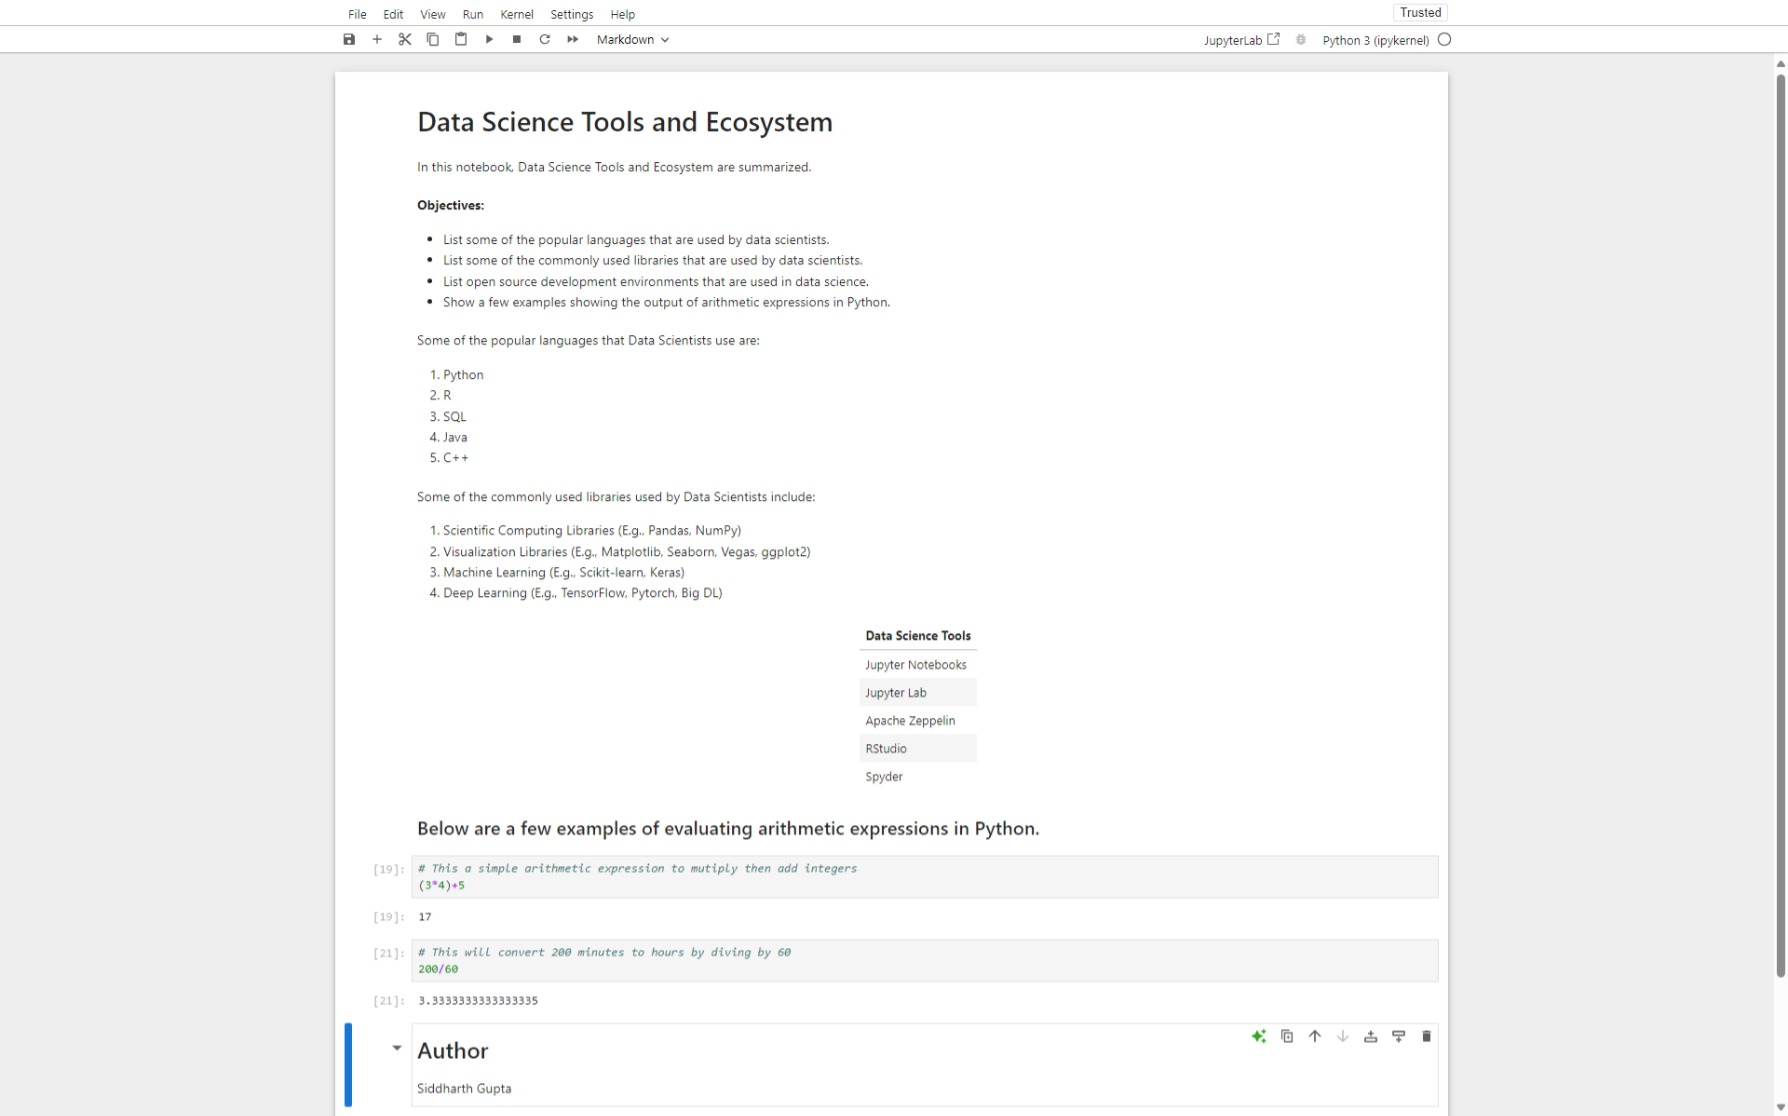 File Edit View Run Kernel Settings Help
Trusted
Markdown
JupyterLab
Python 3 (ipykernel)
Data Science Tools and Ecosystem
In this notebook, Data Science Tools and Ecosystem are summarized.
Objectives:
• List some of the popular languages that are used by data scientists.
• List some of the commonly used libraries that are used by data scientists.
• List open source development environments that are used in data science.
• Show a few examples showing the output of arithmetic expressions in Python.
Some of the popular languages that Data Scientists use are:
1. Python
2. R
3. SQL
4. Java
5. C++
Some of the commonly used libraries used by Data Scientists include:
1. Scientific Computing Libraries (E.g., Pandas, NumPy)
2. Visualization Libraries (E.g., Matplotlib, Seaborn, Vegas, ggplot2)
3. Machine Learning (E.g., Scikit-learn, Keras)
4. Deep Learning (E.g., TensorFlow, Pytorch, Big DL)
Data Science Tools
Jupyter Notebooks
Jupyter Lab
Apache Zeppelin
RStudio
Spyder
Below are a few examples of evaluating arithmetic expressions in Python.
[19]: # This a simple arithmetic expression to mutiply then add integers
(3*4)+5
[19]: 17
[21]: # This will convert 200 minutes to hours by diving by 60
200/60
[21]: 3.3333333333333335
Author
Siddharth Gupta